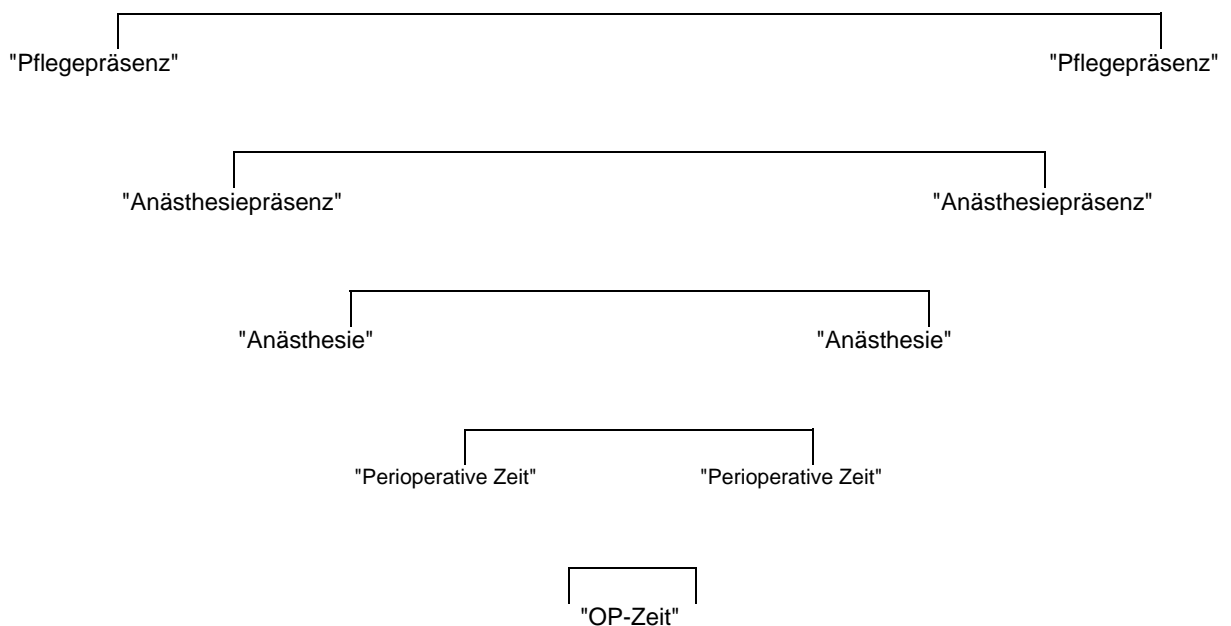 "Pflegepräsenz" "Pflegepräsenz"
"Anästhesiepräsenz" "Anästhesiepräsenz"
"Anästhesie" "Anästhesie"
"Perioperative Zeit" "Perioperative Zeit"
"OP-Zeit"